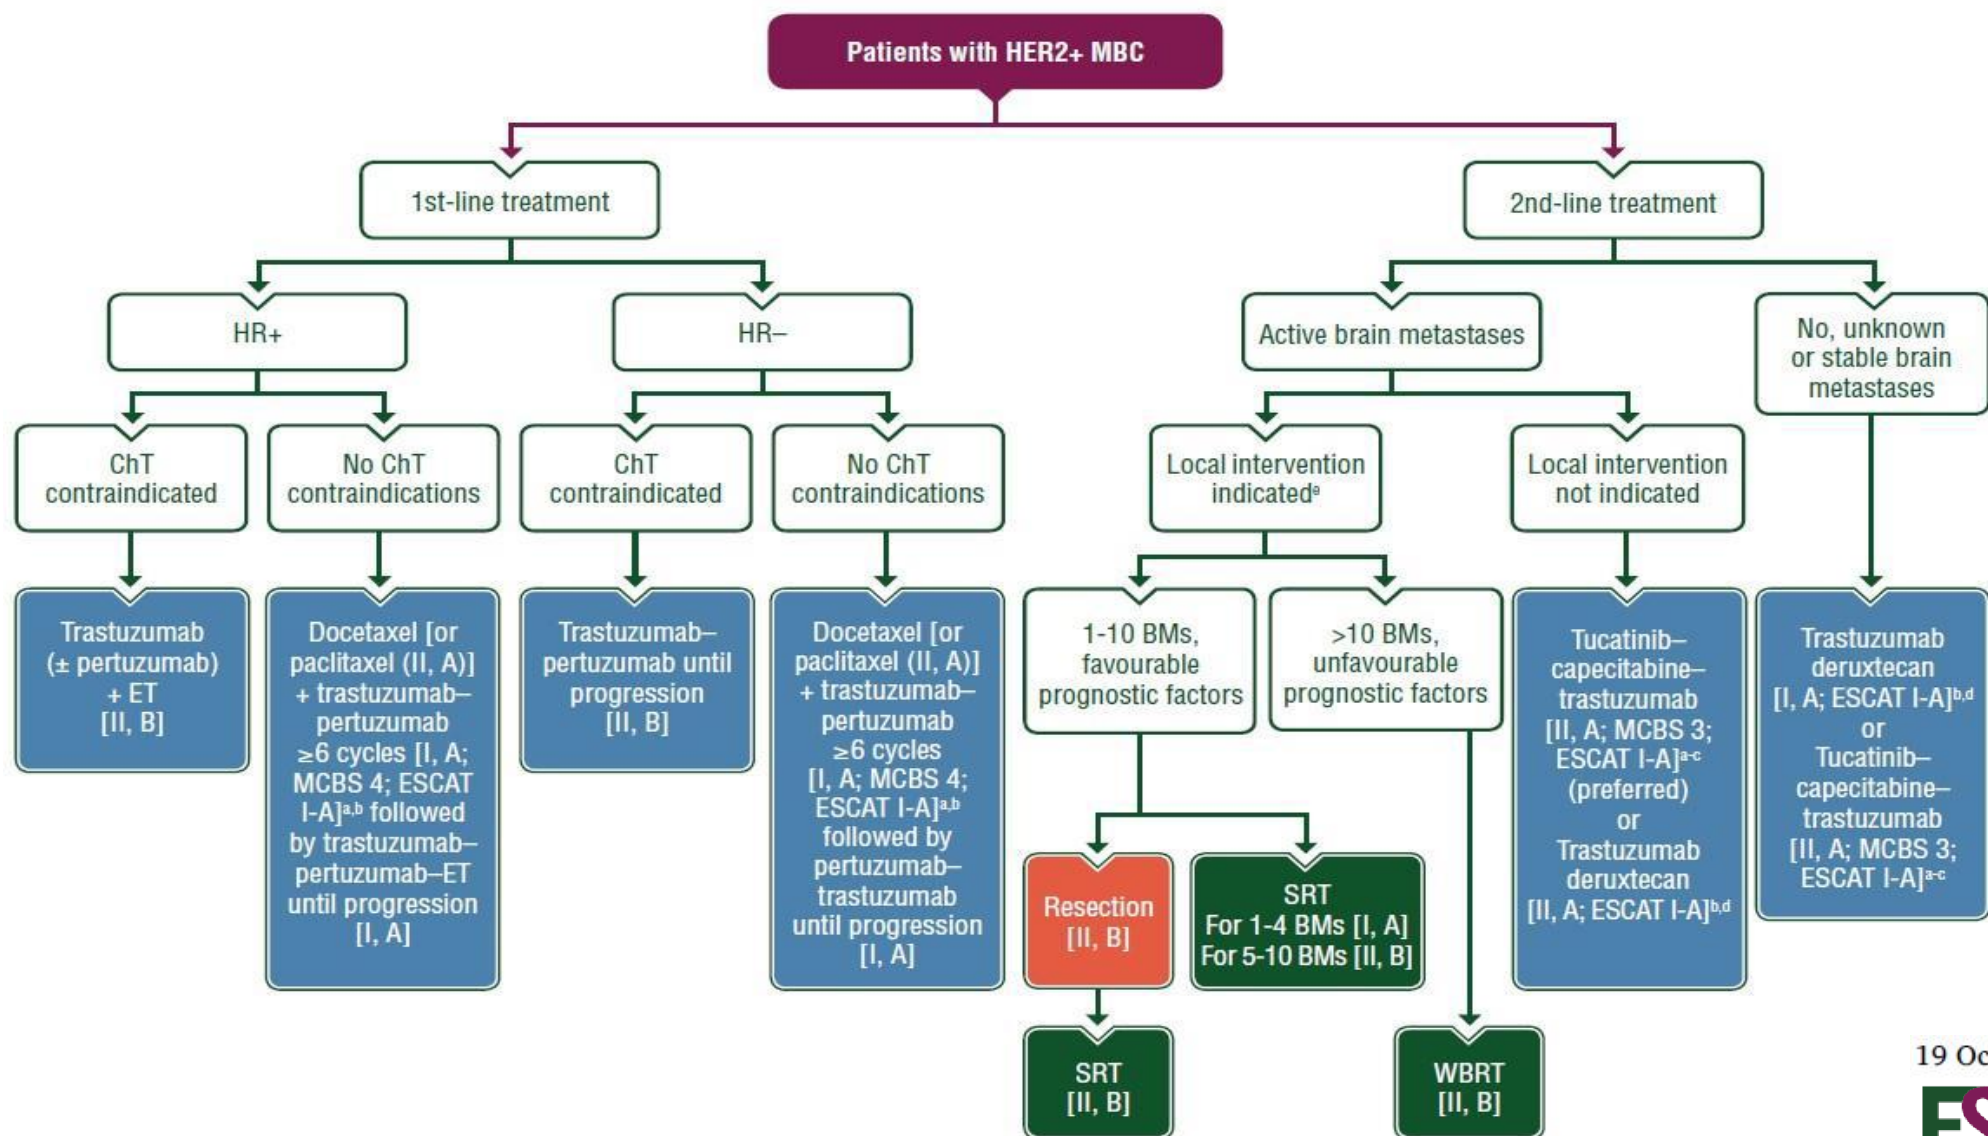 Patients with HER2+ MBC
1st-line treatment
2nd-line treatment
HR+
HR–
Active brain metastases
No, unknown
or stable brain
metastases
ChT
contraindicated
No ChT
contraindications
ChT
contraindicated
No ChT
contraindications
Local intervention
indicatedᵉ
Local intervention
not indicated
Trastuzumab
(± pertuzumab)
+ ET
[II, B]
Docetaxel [or
paclitaxel (II, A)]
+ trastuzumab–
pertuzumab
≥6 cycles [I, A;
MCBS 4; ESCAT
I-A]ᵃ,ᵇ followed
by trastuzumab–
pertuzumab–ET
until progression
[I, A]
Trastuzumab–
pertuzumab until
progression
[II, B]
Docetaxel [or
paclitaxel (II, A)]
+ trastuzumab–
pertuzumab
≥6 cycles
[I, A; MCBS 4;
ESCAT I-A]ᵃ,ᵇ
followed by
pertuzumab–
trastuzumab
until progression
[I, A]
1-10 BMs,
favourable
prognostic factors
>10 BMs,
unfavourable
prognostic factors
Tucatinib–
capecitabine–
trastuzumab
[II, A; MCBS 3;
ESCAT I-A]ᵃ-ᶜ
(preferred)
or
Trastuzumab
deruxtecan
[II, A; ESCAT I-A]ᵇ,ᵈ
Trastuzumab
deruxtecan
[I, A; ESCAT I-A]ᵇ,ᵈ
or
Tucatinib–
capecitabine–
trastuzumab
[II, A; MCBS 3;
ESCAT I-A]ᵃ-ᶜ
Resection
[II, B]
SRT
For 1-4 BMs [I, A]
For 5-10 BMs [II, B]
SRT
[II, B]
WBRT
[II, B]
19 Oc